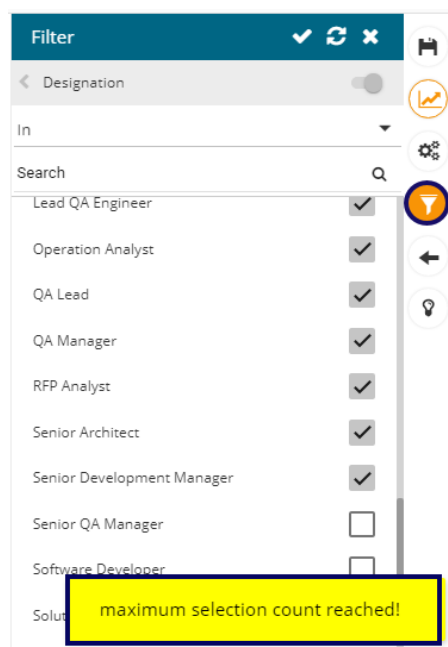 Filter
Designation
In
Search
Lead QA Engineer
Operation Analyst
QA Lead
QA Manager
RFP Analyst
Senior Architect
Senior Development Manager
Senior QA Manager
Software Developer
Solut
maximum selection count reached!